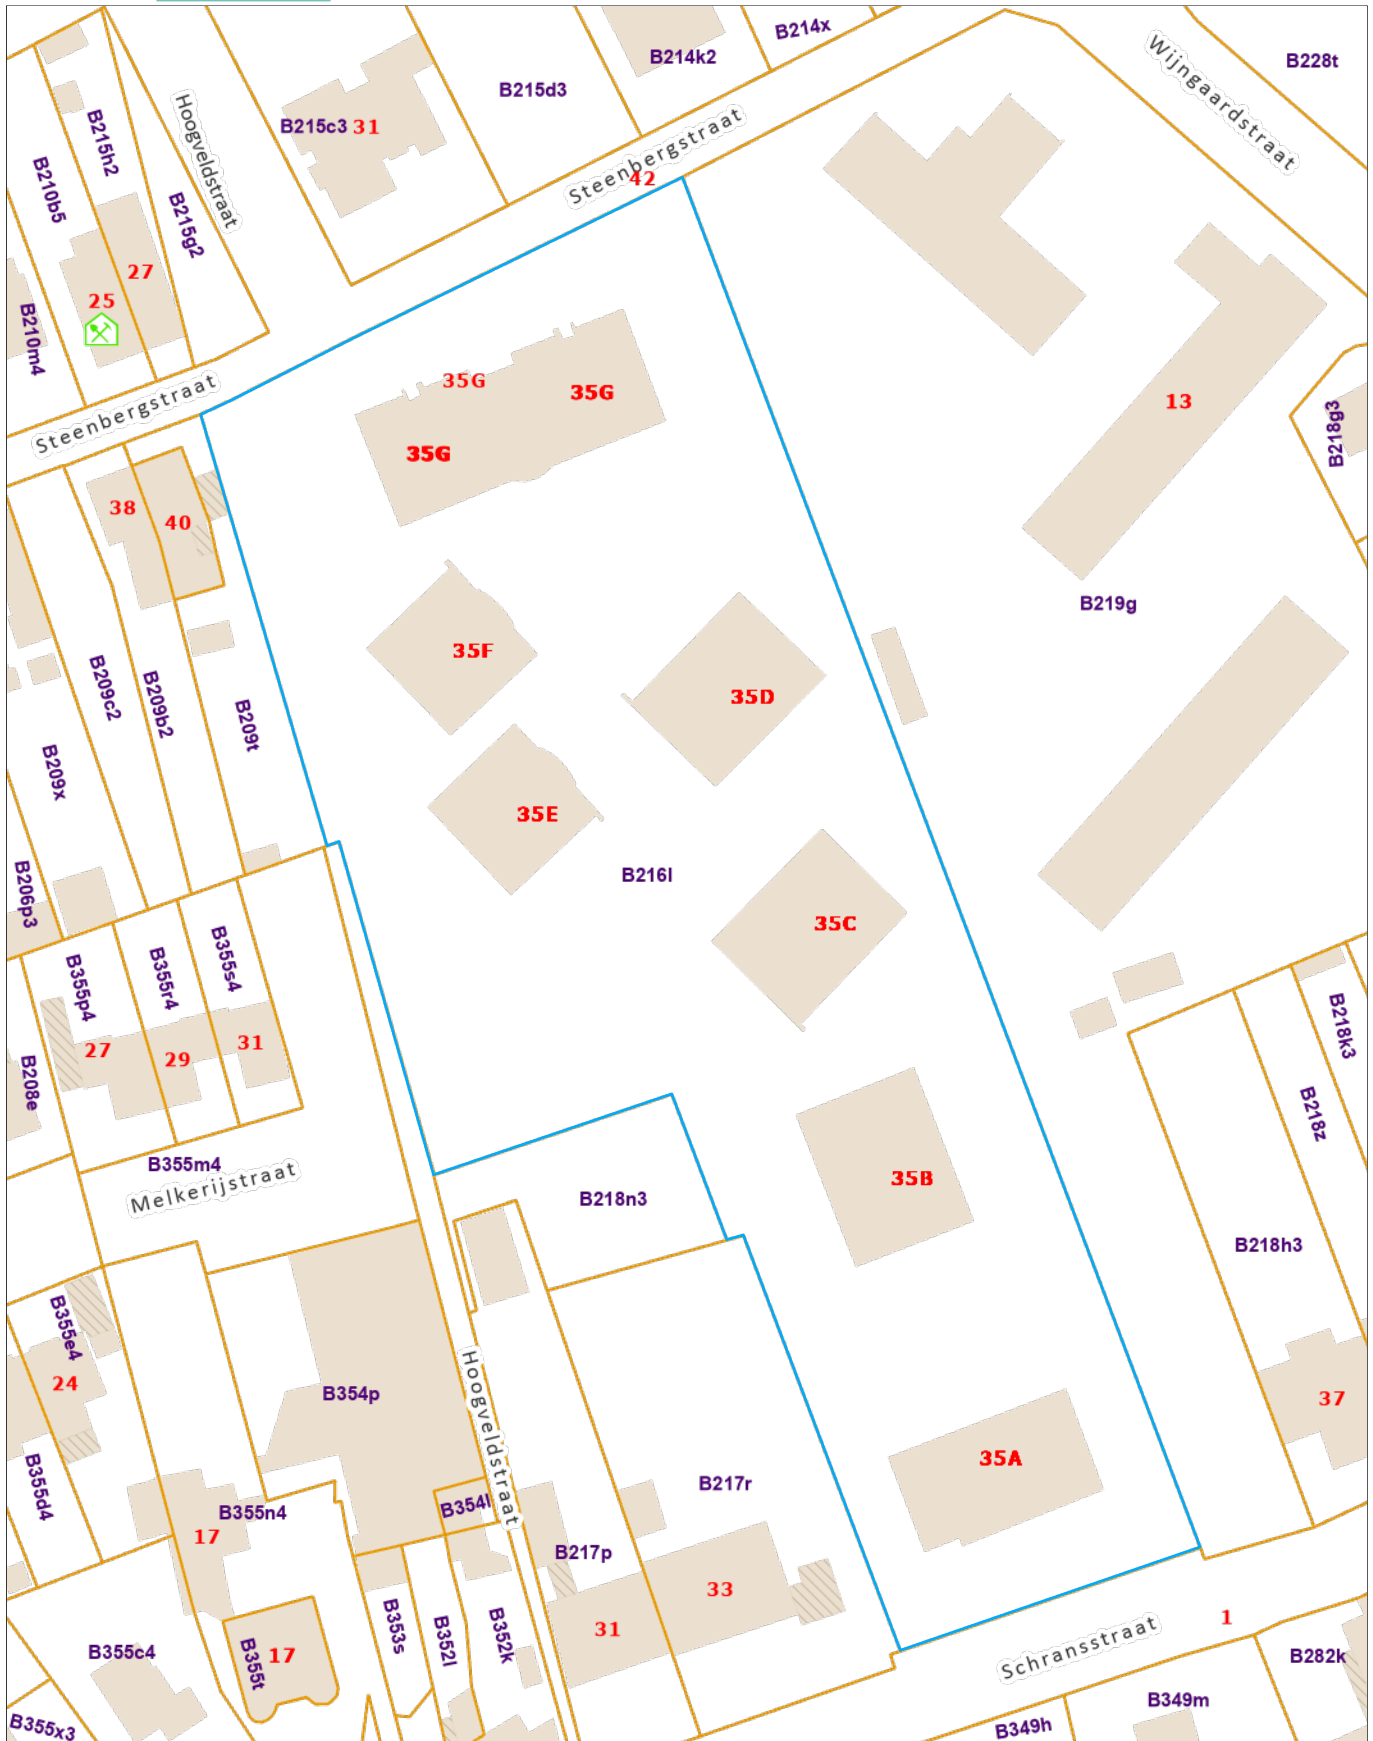 B214x
B214k2
B228t
Wijngaardstraat
B215d3
Hoogveldstraat
B215h2
B215c3
31
Steenbergstraat
42
B210b5
B215g2
27
25
B210m4
35G
35G
35G
13
B218g3
Steenbergstraat
38
40
B219g
35F
35D
B209c2
B209b2
B209t
B209x
35E
B216l
35C
B206p3
B355p4
B355r4
B355s4
27
29
31
B208e
B218k3
B218z
B355m4
Melkerijstraat
B218n3
35B
B218h3
B355e4
24
B354p
Hoogveldstraat
37
35A
B355d4
B355n4
17
B354l
B217r
B217p
33
31
1
Schransstraat
B355c4
B355t
17
B353s
B352l
B352k
B282k
B355x3
B349h
B349m